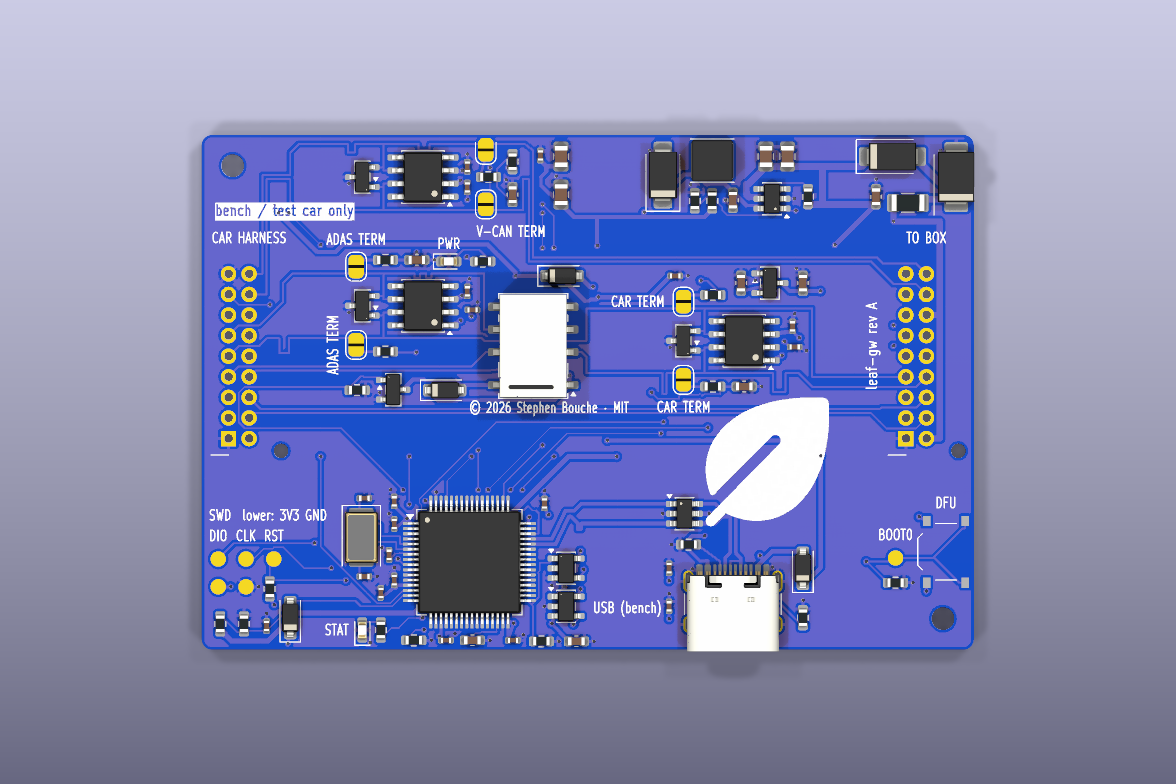 bench / test car only
V-CAN TERM
CAR HARNESS
ADAS TERM
PWR
TO BOX
CAR TERM
ADAS TERM
leaf-gw rev A
© 2026 Stephen Bouche · MIT
CAR TERM
DFU
SWD lower: 3V3 GND
DIO CLK RST
BOOT0
USB (bench)
STAT